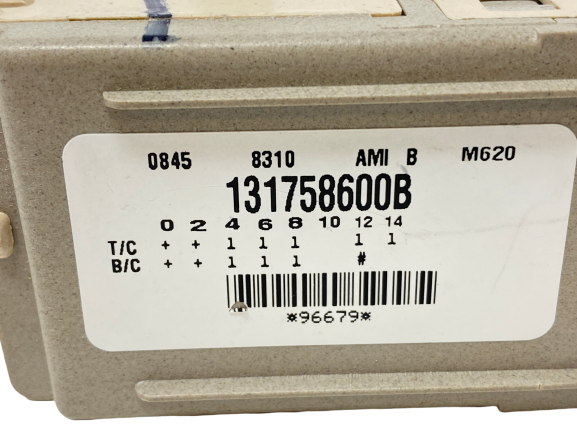 0845 8310 AMI B M620
131758600B
0 2 4 6 8 10 12 14
T/C + + 1 1 1 1 1
B/C + + 1 1 1 #
*96679*